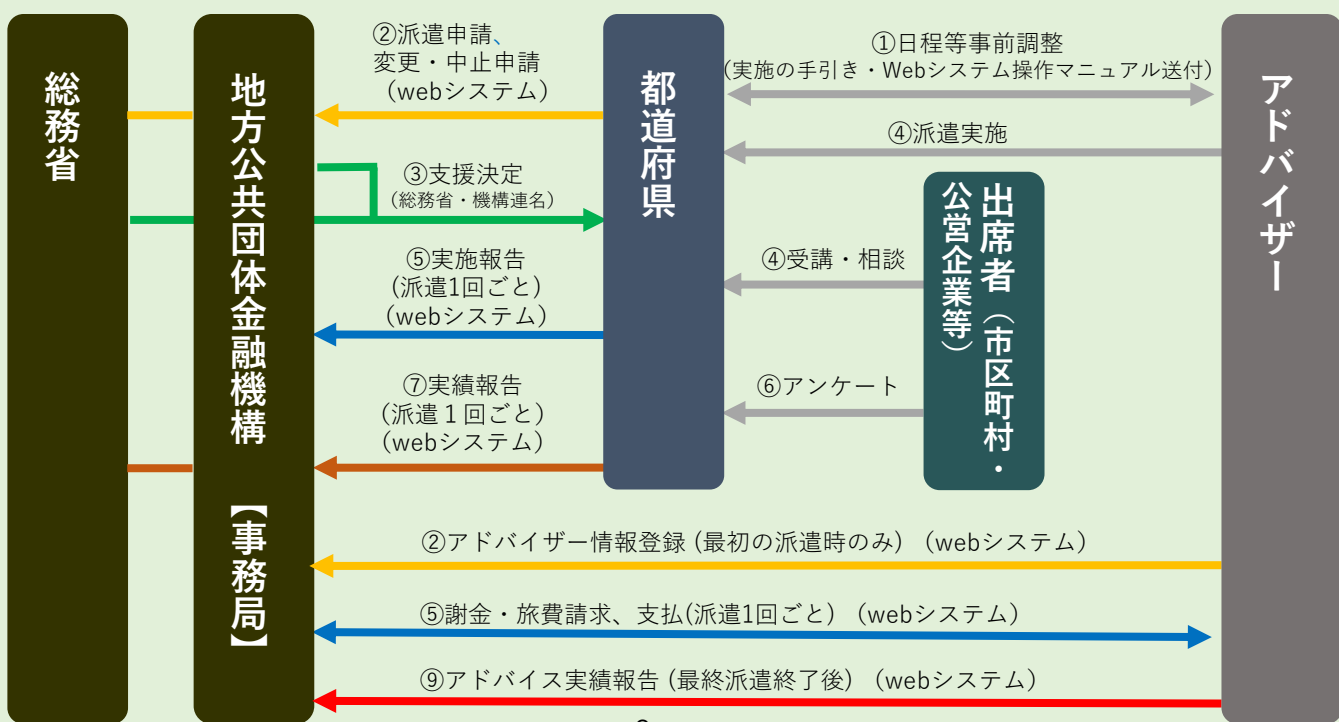 総務省
地方公共団体金融機構 【事務局】
②派遣申請、
変更・中止申請
(webシステム)
③支援決定
(総務省・機構連名)
⑤実施報告
(派遣1回ごと)
(webシステム)
⑦実績報告
(派遣１回ごと)
(webシステム)
都道府県
①日程等事前調整
(実施の手引き・Webシステム操作マニュアル送付)
④派遣実施
④受講・相談
⑥アンケート
出席者（市区町村・
公営企業等）
アドバイザー
②アドバイザー情報登録 (最初の派遣時のみ) (webシステム)
⑤謝金・旅費請求、支払(派遣1回ごと) (webシステム)
⑨アドバイス実績報告 (最終派遣終了後) (webシステム)